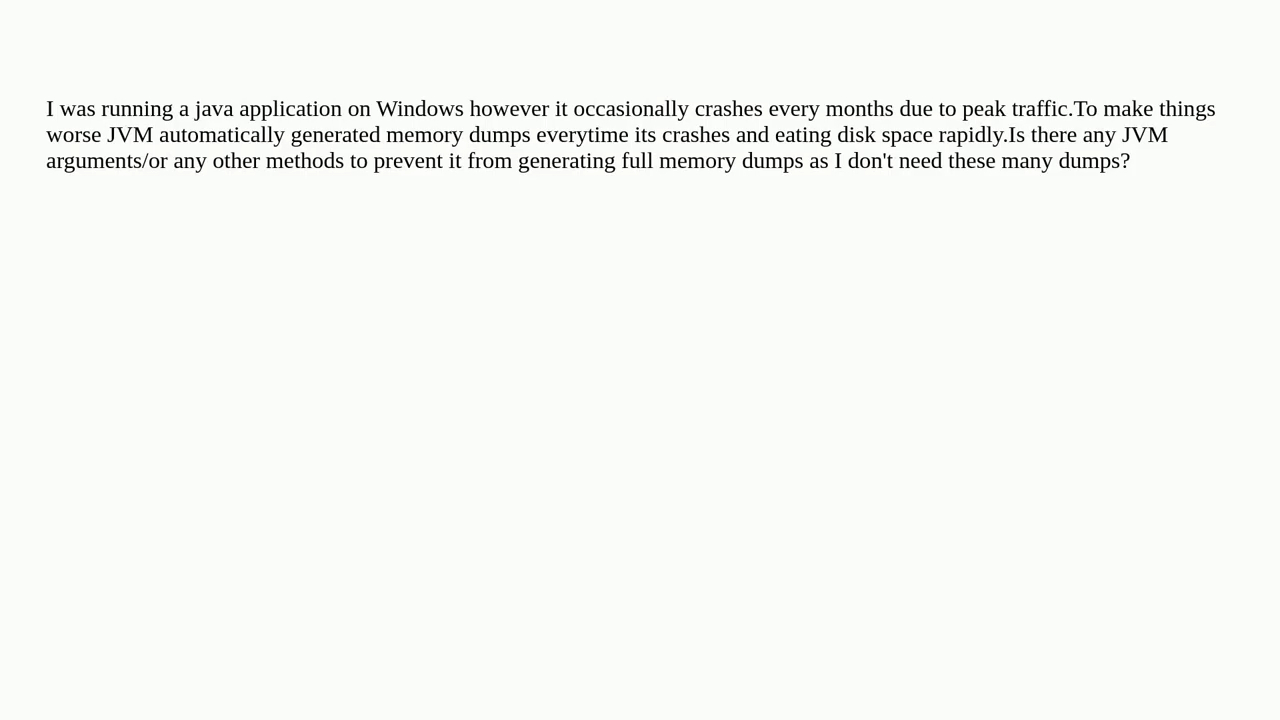 I was running a java application on Windows however it occasionally crashes every months due to peak traffic.To make things
worse JVM automatically generated memory dumps everytime its crashes and eating disk space rapidly.Is there any JVM
arguments/or any other methods to prevent it from generating full memory dumps as I don't need these many dumps?